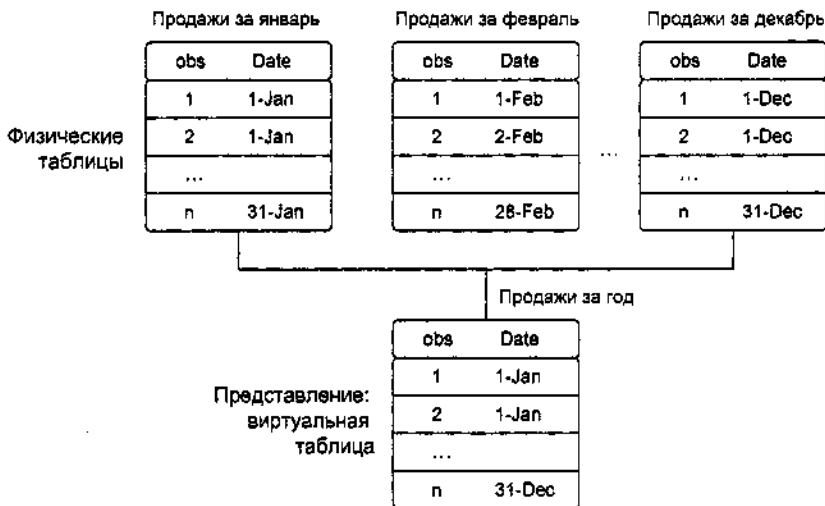 Продажи за январь
Продажи за февраль
Продажи за декабрь
obs Date
1 1-Jan
2 1-Jan
...
n 31-Jan
obs Date
1 1-Feb
2 2-Feb
...
n 28-Feb
...
obs Date
1 1-Dec
2 1-Dec
...
n 31-Dec
Физические
таблицы
Продажи за год
obs Date
1 1-Jan
2 1-Jan
...
n 31-Dec
Представление:
виртуальная
таблица